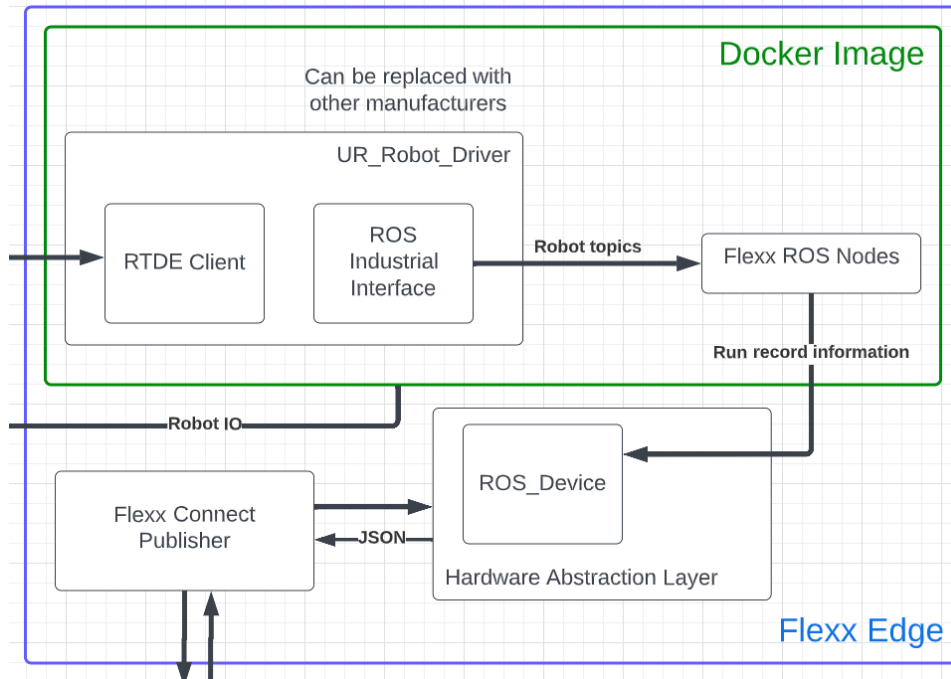 Docker Image
Can be replaced with
other manufacturers
UR_Robot_Driver
RTDE Client
ROS
Industrial
Interface
Robot topics
Flexx ROS Nodes
Run record information
Robot IO
ROS_Device
Flexx Connect
Publisher
JSON
Hardware Abstraction Layer
Flexx Edge